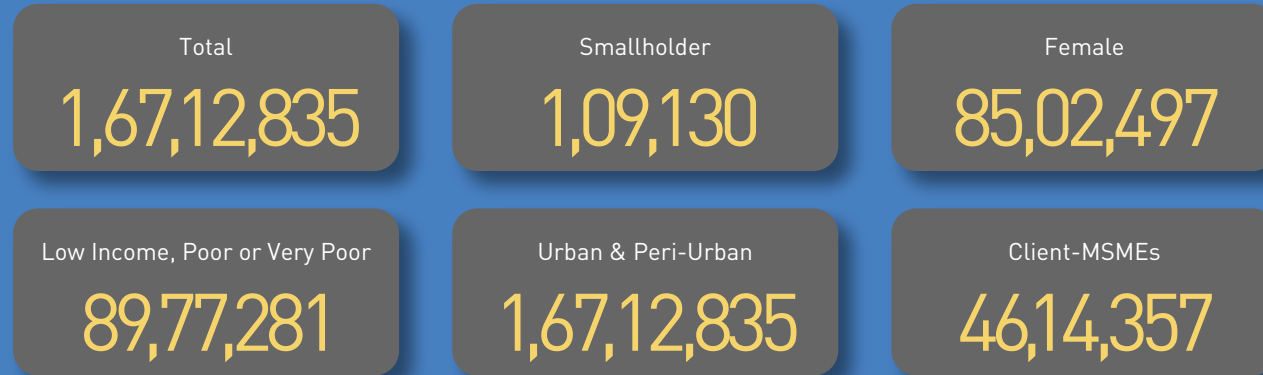 Total
1,67,12,835
Smallholder
1,09,130
Female
85,02,497
Low Income, Poor or Very Poor
89,77,281
Urban & Peri-Urban
1,67,12,835
Client-MSMEs
46,14,357